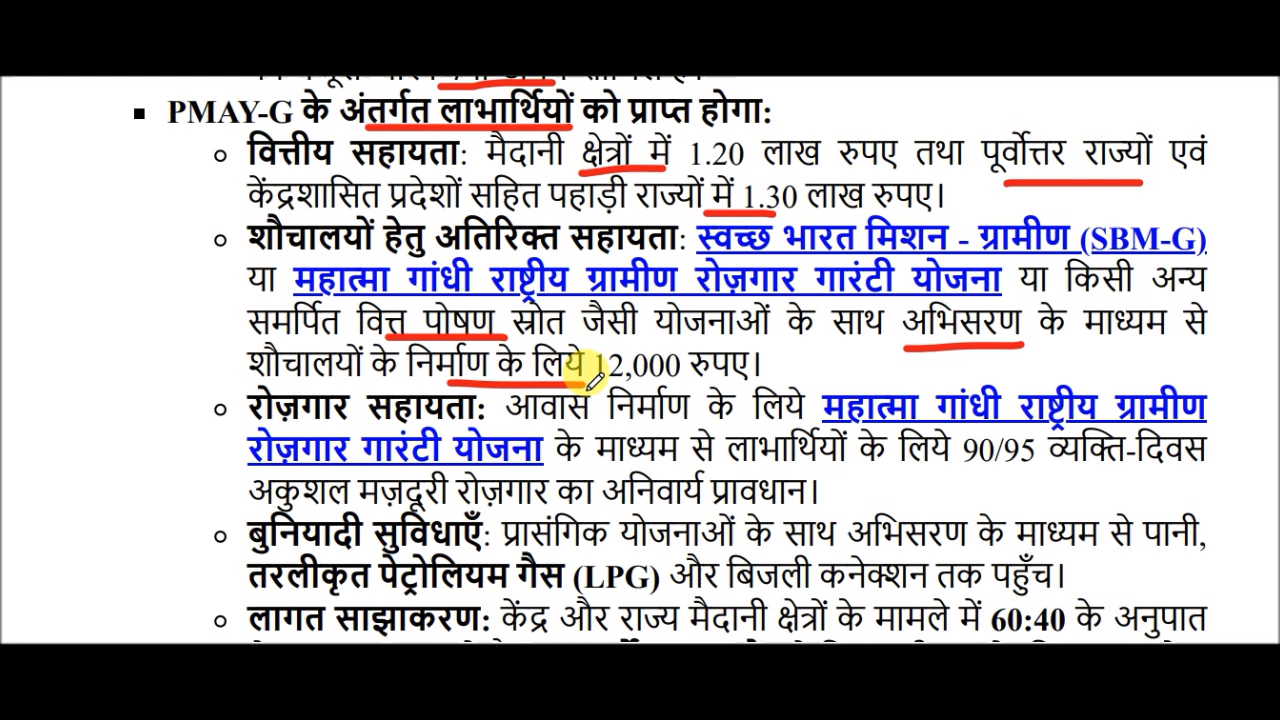 ▪ PMAY-G के अंतर्गत लाभार्थियों को प्राप्त होगा:
○ वित्तीय सहायता: मैदानी क्षेत्रों में 1.20 लाख रुपए तथा पूर्वोत्तर राज्यों एवं
केंद्रशासित प्रदेशों सहित पहाड़ी राज्यों में 1.30 लाख रुपए।
○ शौचालयों हेतु अतिरिक्त सहायता: स्वच्छ भारत मिशन - ग्रामीण (SBM-G)
या महात्मा गांधी राष्ट्रीय ग्रामीण रोज़गार गारंटी योजना या किसी अन्य
समर्पित वित्त पोषण स्रोत जैसी योजनाओं के साथ अभिसरण के माध्यम से
शौचालयों के निर्माण के लिये 12,000 रुपए।
○ रोज़गार सहायता: आवास निर्माण के लिये महात्मा गांधी राष्ट्रीय ग्रामीण
रोज़गार गारंटी योजना के माध्यम से लाभार्थियों के लिये 90/95 व्यक्ति-दिवस
अकुशल मज़दूरी रोज़गार का अनिवार्य प्रावधान।
○ बुनियादी सुविधाएँ: प्रासंगिक योजनाओं के साथ अभिसरण के माध्यम से पानी,
तरलीकृत पेट्रोलियम गैस (LPG) और बिजली कनेक्शन तक पहुँच।
○ लागत साझाकरण: केंद्र और राज्य मैदानी क्षेत्रों के मामले में 60:40 के अनुपात